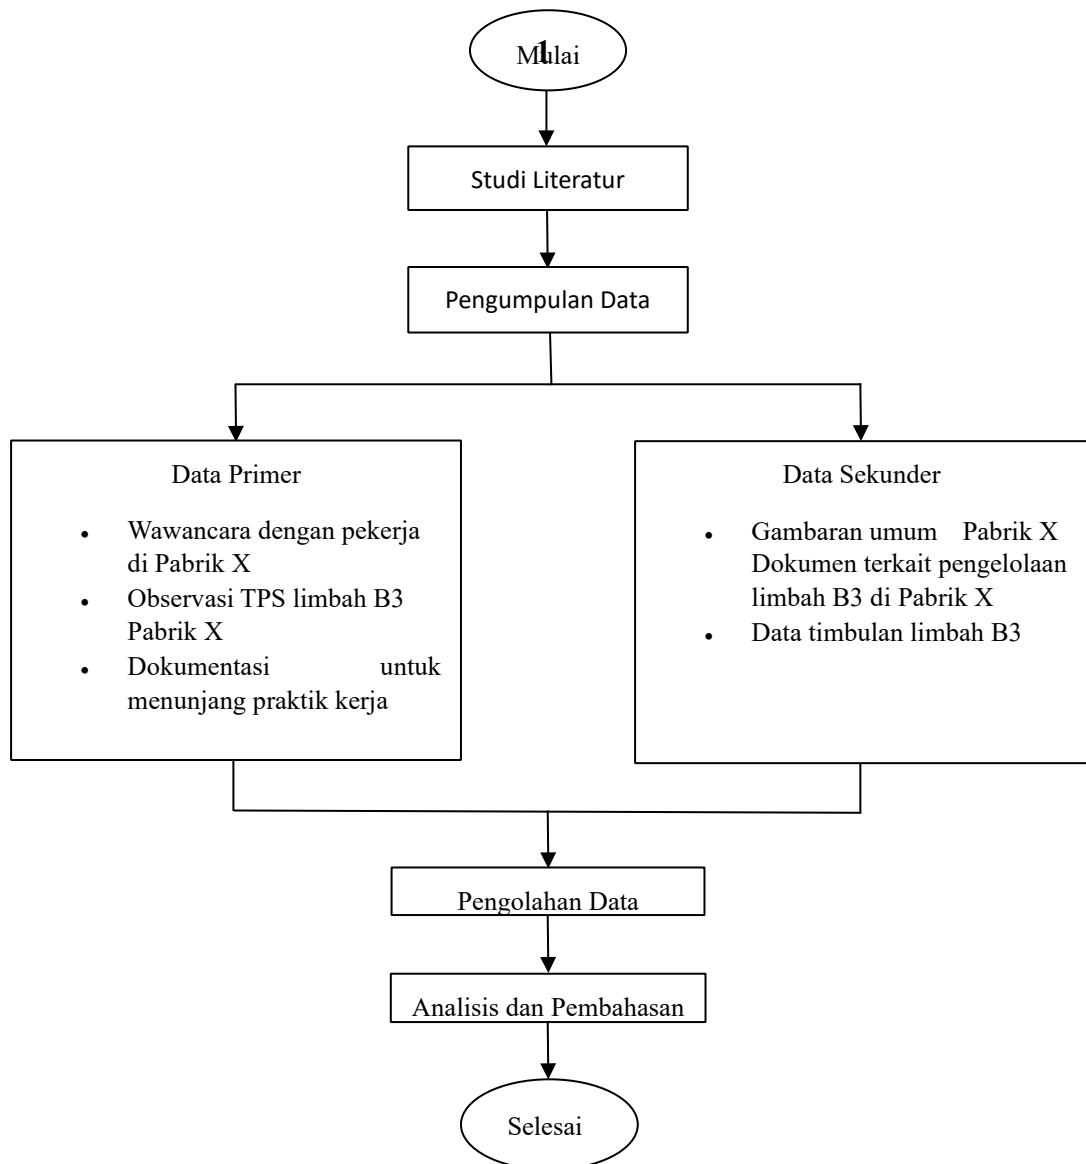 Mulai
1
Studi Literatur
Pengumpulan Data
Data Primer
• Wawancara dengan pekerja
di Pabrik X
• Observasi TPS limbah B3
Pabrik X
• Dokumentasi untuk
menunjang praktik kerja
Data Sekunder
• Gambaran umum Pabrik X
Dokumen terkait pengelolaan
limbah B3 di Pabrik X
• Data timbulan limbah B3
Pengolahan Data
Analisis dan Pembahasan
Selesai